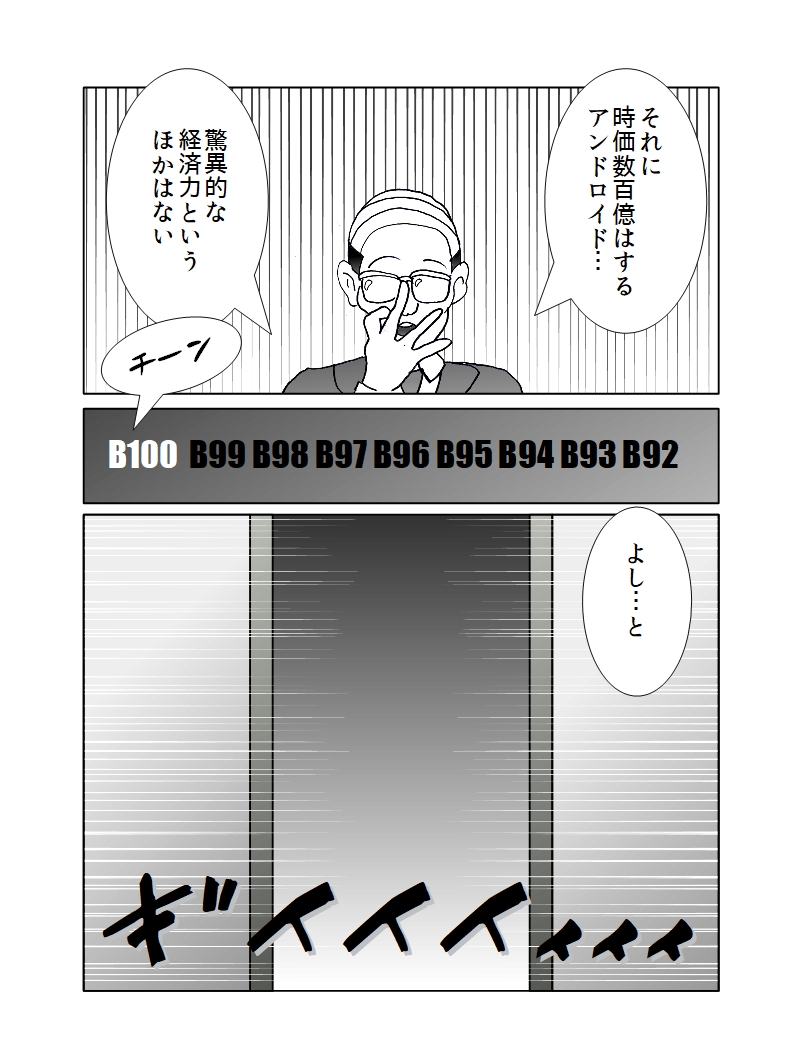 それに
時価数百億はする
アンドロイド…
驚異的な
経済力という
ほかはない
チーン
B100 B99 B98 B97 B96 B95 B94 B93 B92
よし…と
ギイイイィィィ